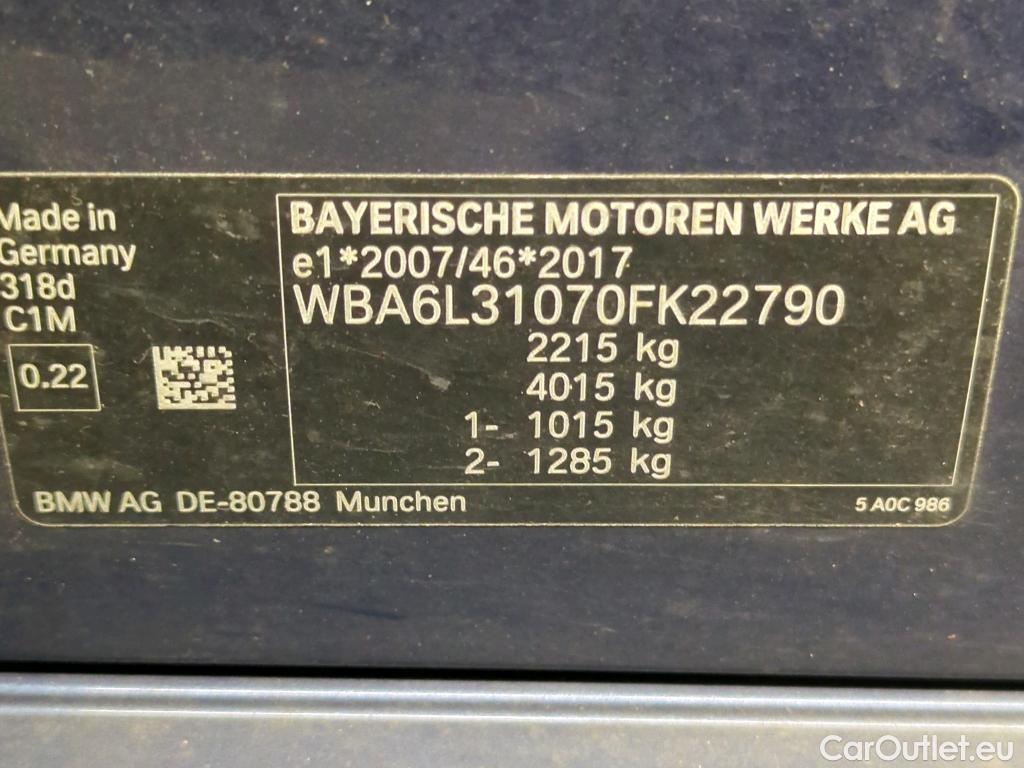 Made in
Germany
318d
C1M
0.22
BAYERISCHE MOTOREN WERKE AG
e1*2007/46*2017
WBA6L31070FK22790
2215 kg
4015 kg
1- 1015 kg
2- 1285 kg
BMW AG DE-80788 Munchen
5 A0C 986
CarOutlet.eu